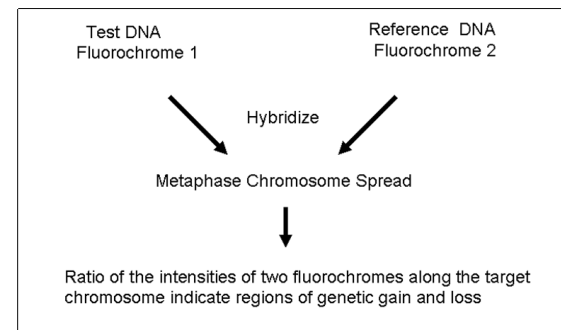 Test DNA
Fluorochrome 1
Reference DNA
Fluorochrome 2
Hybridize
Metaphase Chromosome Spread
Ratio of the intensities of two fluorochromes along the target
chromosome indicate regions of genetic gain and loss